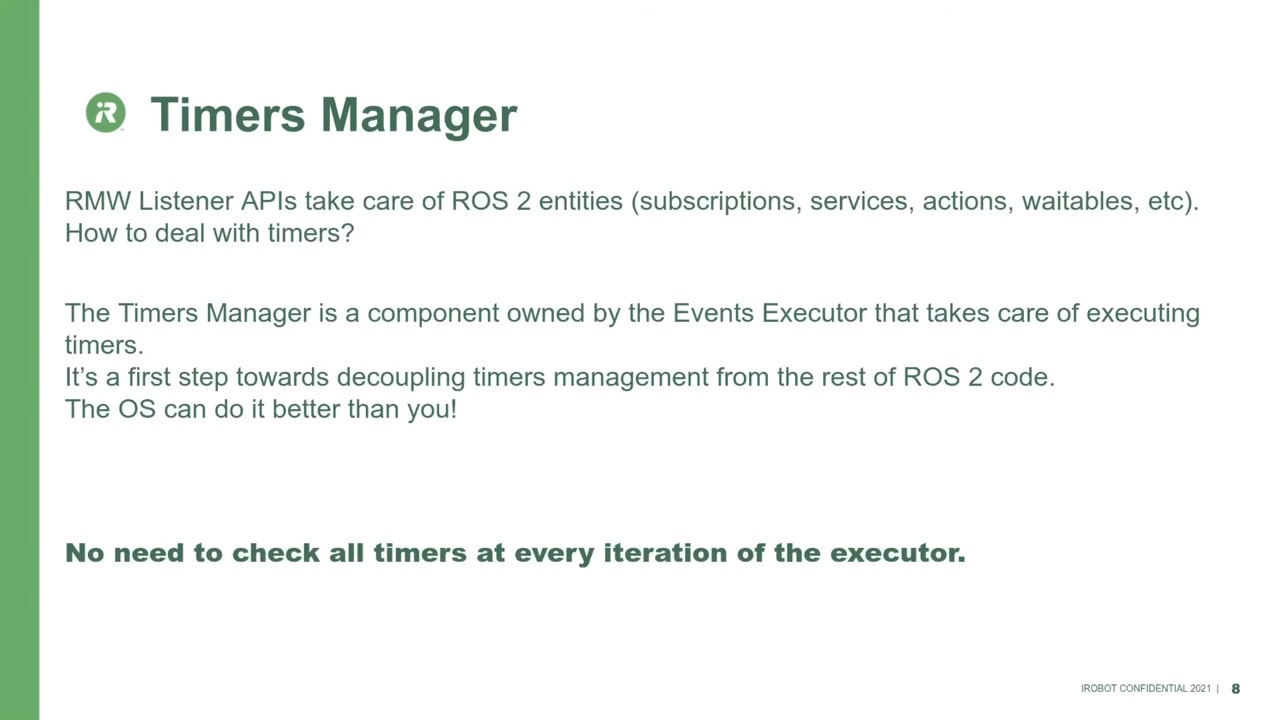 Timers Manager
RMW Listener APIs take care of ROS 2 entities (subscriptions, services, actions, waitables, etc).
How to deal with timers?
The Timers Manager is a component owned by the Events Executor that takes care of executing
timers.
It’s a first step towards decoupling timers management from the rest of ROS 2 code.
The OS can do it better than you!
No need to check all timers at every iteration of the executor.
IROBOT CONFIDENTIAL 2021 | 8